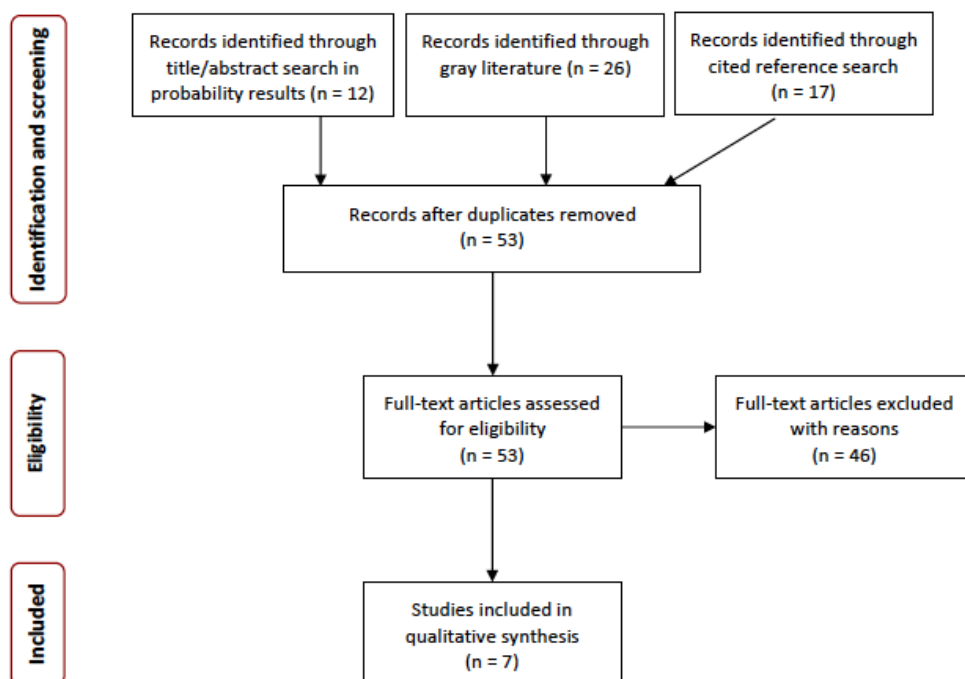 Identification and screening
Records identified through
title/abstract search in
probability results (n = 12)
Records identified through
gray literature (n = 26)
Records identified through
cited reference search
(n = 17)
Records after duplicates removed
(n = 53)
Eligibility
Full-text articles assessed
for eligibility
(n = 53)
Full-text articles excluded
with reasons
(n = 46)
Included
Studies included in
qualitative synthesis
(n = 7)